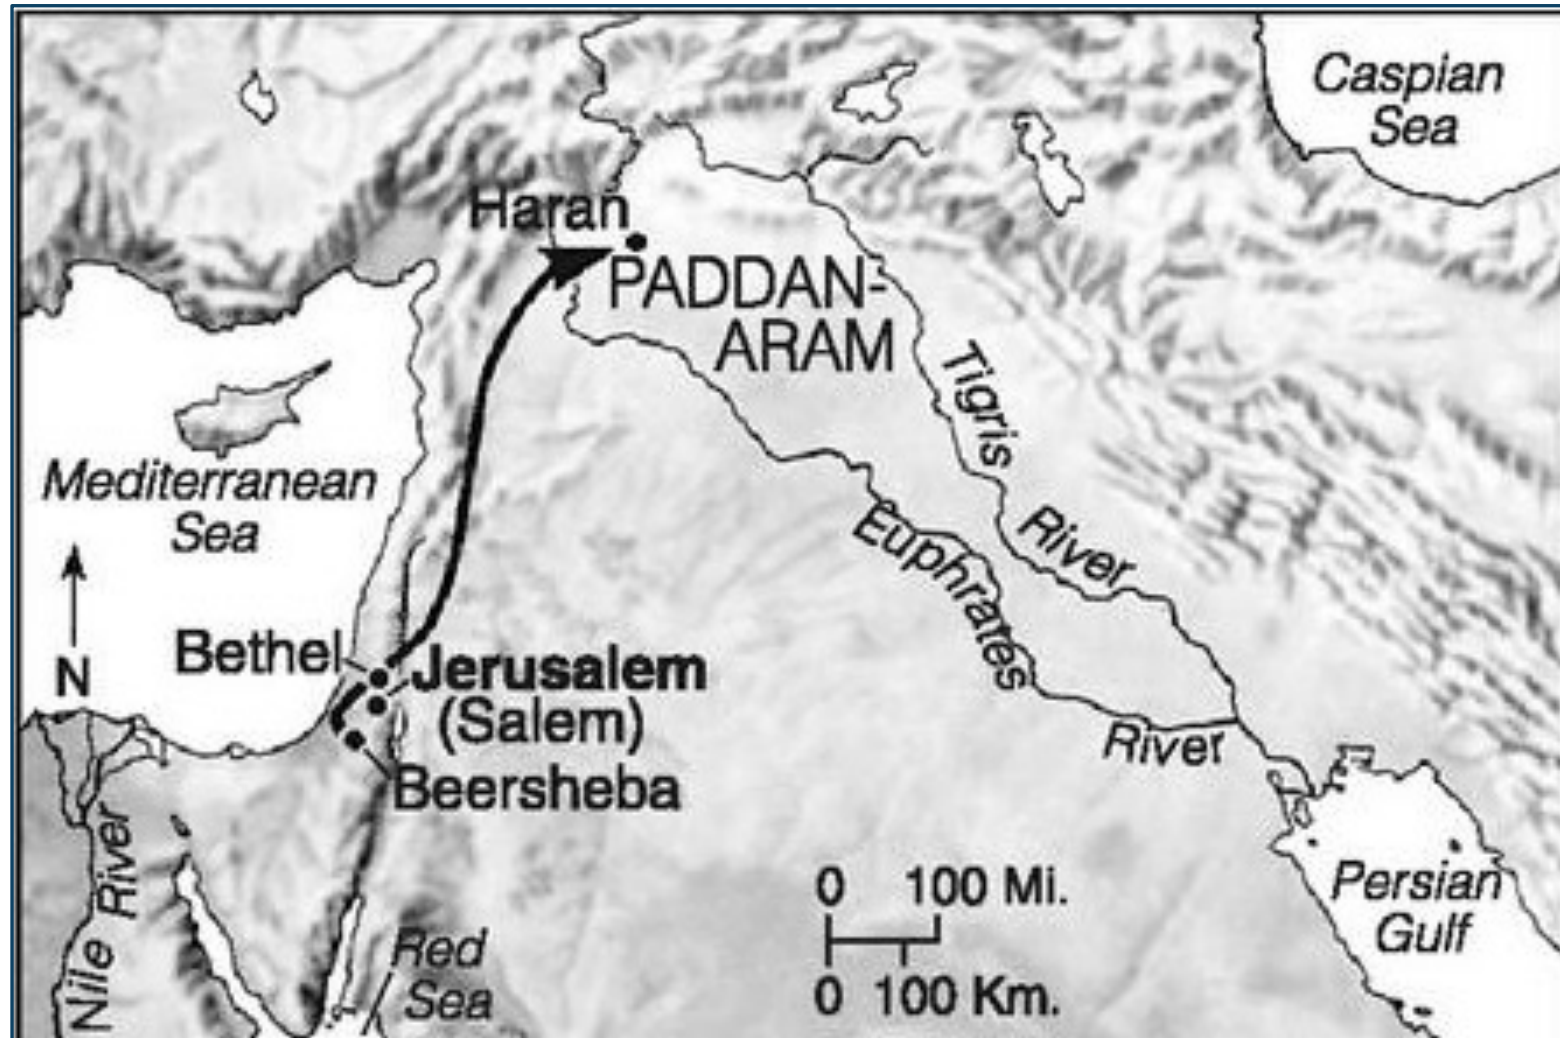 Caspian
Sea
Haran
PADDAN-
ARAM
Tigris
River
Mediterranean
Sea
Euphrates
River
N
Bethel
Jerusalem
(Salem)
Beersheba
0 100 Mi.
0 100 Km.
Persian
Gulf
Nile River
Red
Sea